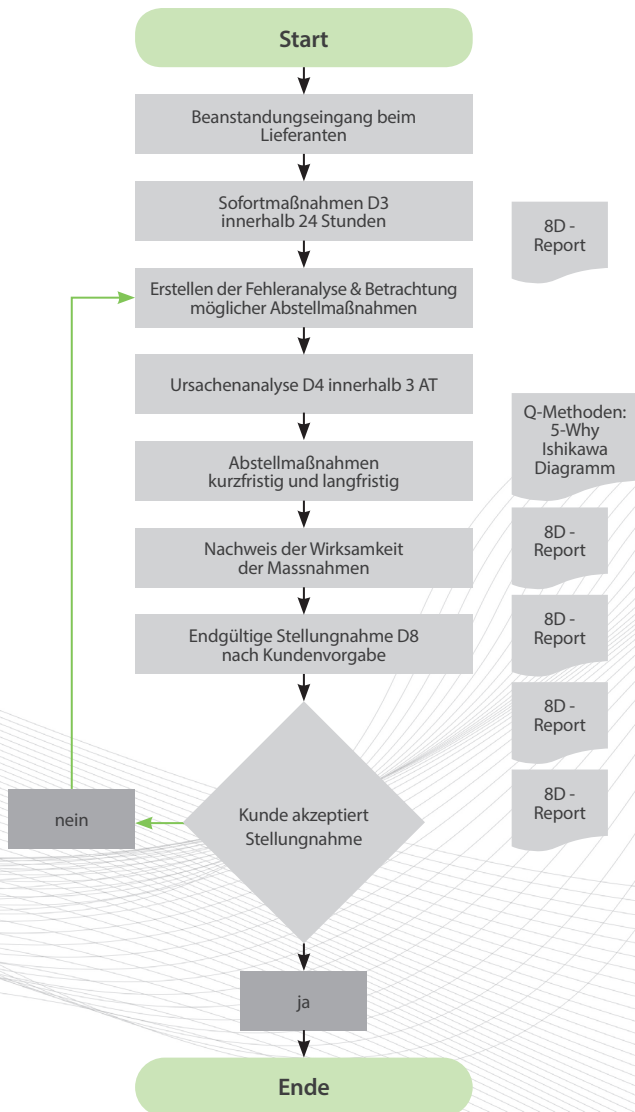 Start
Beanstandungseingang beim
Lieferanten
Sofortmaßnahmen D3
innerhalb 24 Stunden
8D -
Report
Erstellen der Fehleranalyse & Betrachtung
möglicher Abstellmaßnahmen
Ursachenanalyse D4 innerhalb 3 AT
Q-Methoden:
5-Why
Ishikawa
Diagramm
Abstellmaßnahmen
kurzfristig und langfristig
Nachweis der Wirksamkeit
der Massnahmen
8D -
Report
Endgültige Stellungnahme D8
nach Kundenvorgabe
8D -
Report
8D -
Report
Kunde akzeptiert
Stellungnahme
8D -
Report
nein
ja
Ende